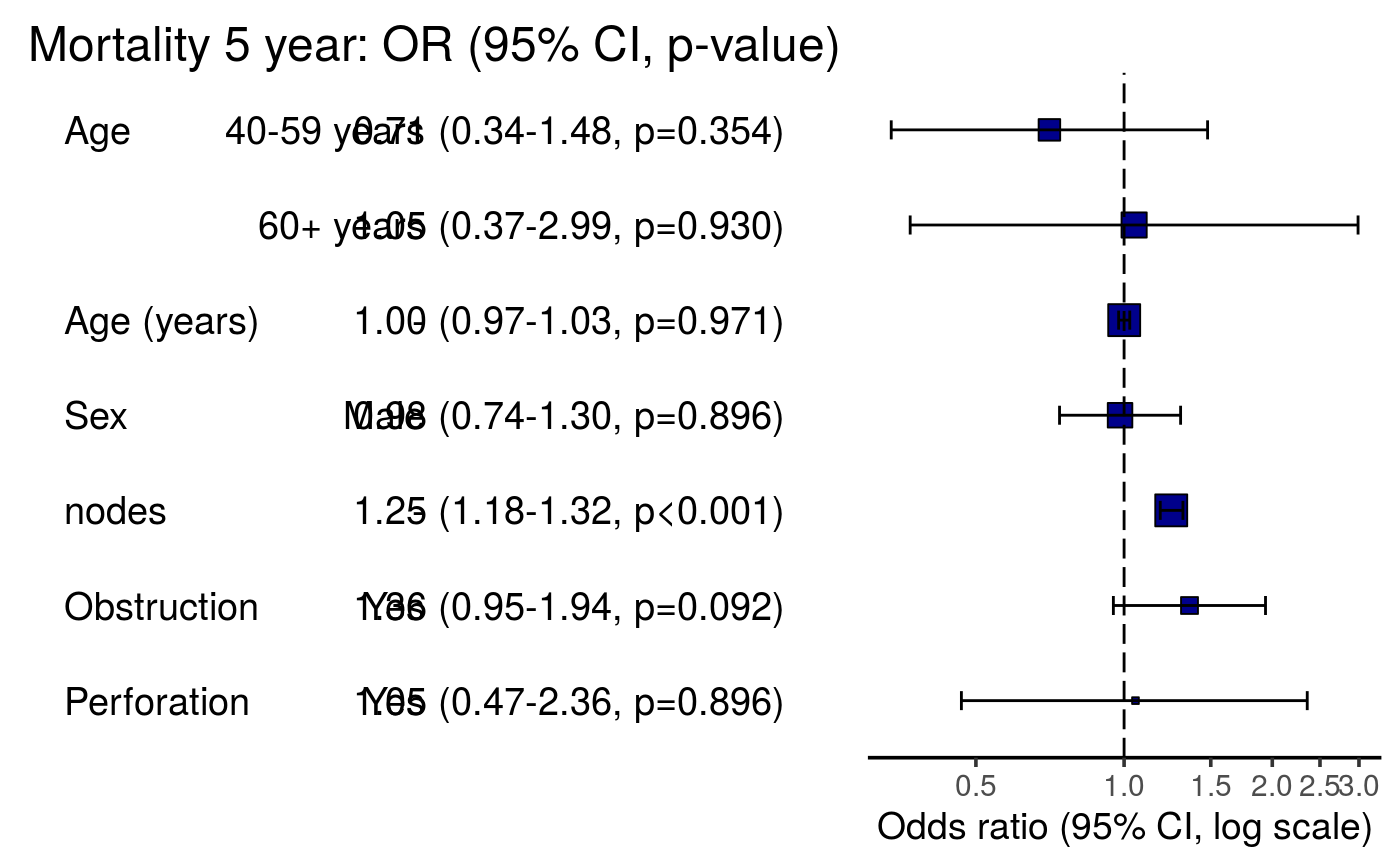 Mortality 5 year: OR (95% CI, p-value)
Age 40-59 years 0.71 (0.34-1.48, p=0.354)
60+ years 1.05 (0.37-2.99, p=0.930)
Age (years) - 1.00 (0.97-1.03, p=0.971)
Sex Male 0.98 (0.74-1.30, p=0.896)
nodes - 1.25 (1.18-1.32, p<0.001)
Obstruction Yes 1.36 (0.95-1.94, p=0.092)
Perforation Yes 1.05 (0.47-2.36, p=0.896)
0.5 1.0 1.5 2.0 2.5 3.0
Odds ratio (95% CI, log scale)